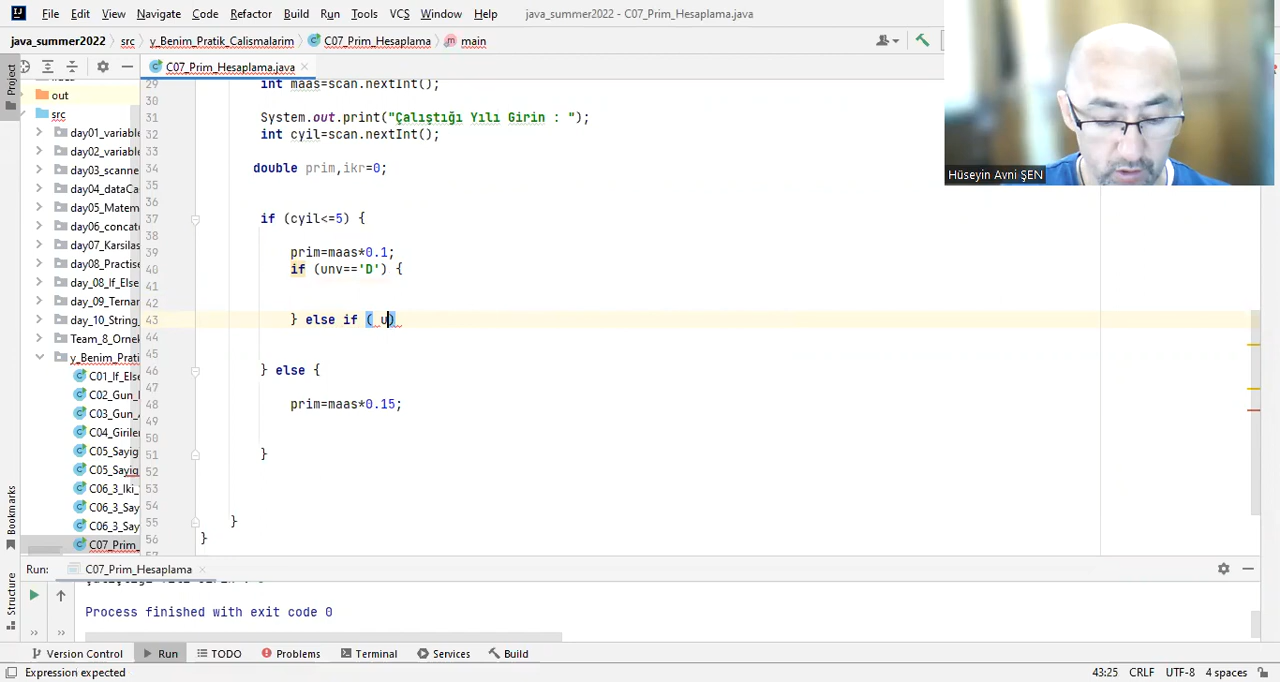 File Edit View Navigate Code Refactor Build Run Tools VCS Window Help java_summer2022 - C07_Prim_Hesaplama.java
java_summer2022 src y_Benim_Pratik_Calismalarim C07_Prim_Hesaplama main
Project
C07_Prim_Hesaplama.java
out
src
day01_variable
day02_variable
day03_scanne
day04_dataCa
day05_Matem
day06_concate
day07_Karsilas
day08_Practise
day_08_If_Else
day_09_Ternar
day_10_String_
Team_8_Ornek
y_Benim_Prati
C01_If_Else
C02_Gun_
C03_Gun_
C04_Girilen
C05_Sayig
C05_Sayiq
C06_3_Iki_
C06_3_Say
C06_3_Say
C07_Prim_
29 int maas=scan.nextInt();
30
31 System.out.print("Çalıştığı Yılı Girin : ");
32 int cyil=scan.nextInt();
33
34 double prim,ikr=0;
35
36
37 if (cyil<=5) {
38
39 prim=maas*0.1;
40 if (unv=='D') {
41
42
43 } else if ( u)
44
45
46 } else {
47
48 prim=maas*0.15;
49
50
51 }
52
53
54
55 }
56 }
Hüseyin Avni ŞEN
Bookmarks
Structure
Run: C07_Prim_Hesaplama
Process finished with exit code 0
Version Control Run TODO Problems Terminal Services Build
Expression expected 43:25 CRLF UTF-8 4 spaces